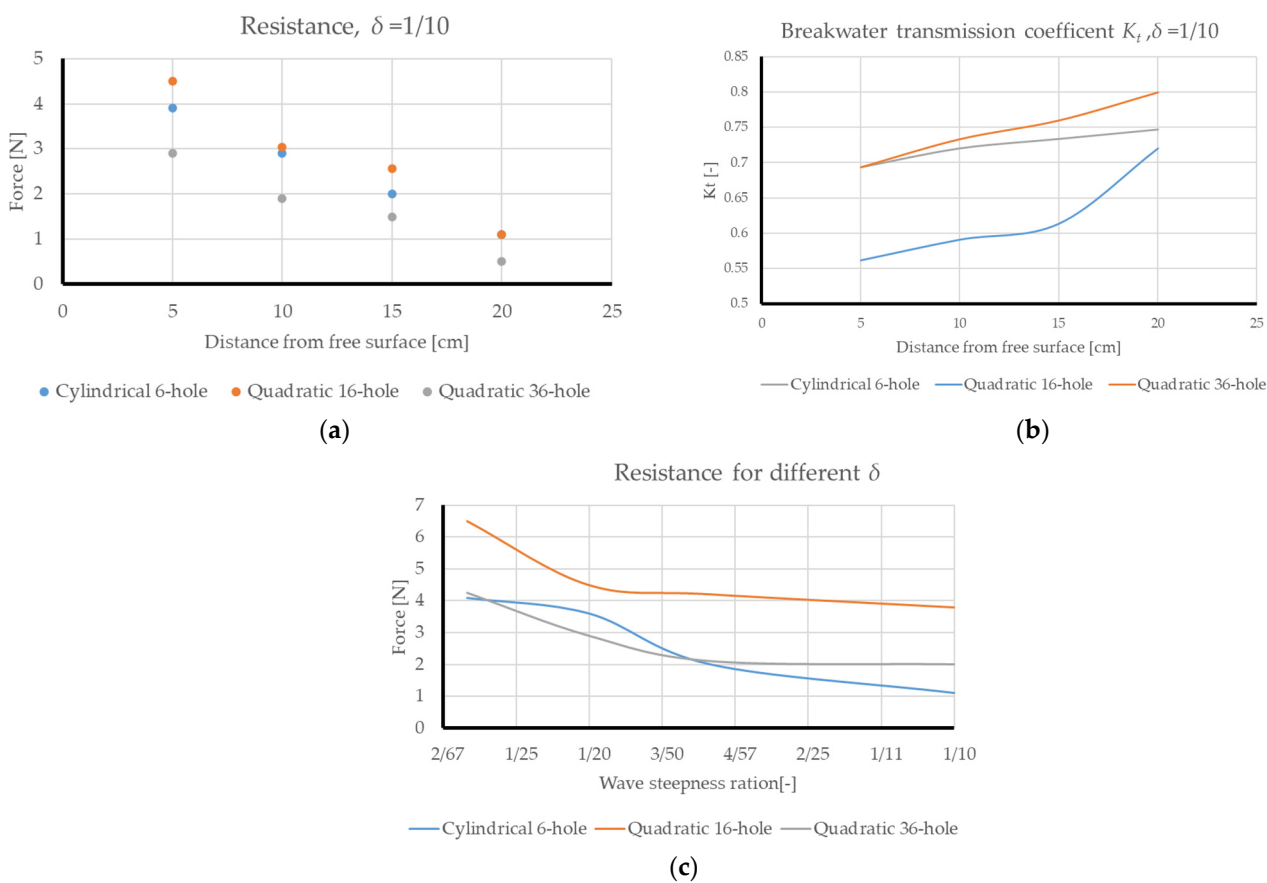 Resistance, δ =1/10
5
4
3
2
1
0
Force [N]
0 5 10 15 20 25
Distance from free surface [cm]
Cylindrical 6-hole Quadratic 16-hole Quadratic 36-hole
(a)
Breakwater transmission coefficent Kt ,δ =1/10
0.85
0.8
0.75
0.7
0.65
0.6
0.55
0.5
Kt [-]
0 5 10 15 20 25
Distance from free surface [cm]
Cylindrical 6-hole Quadratic 16-hole Quadratic 36-hole
(b)
Resistance for different δ
7
6
5
4
3
2
1
0
Force [N]
2/67 1/25 1/20 3/50 4/57 2/25 1/11 1/10
Wave steepness ration[-]
Cylindrical 6-hole Quadratic 16-hole Quadratic 36-hole
(c)